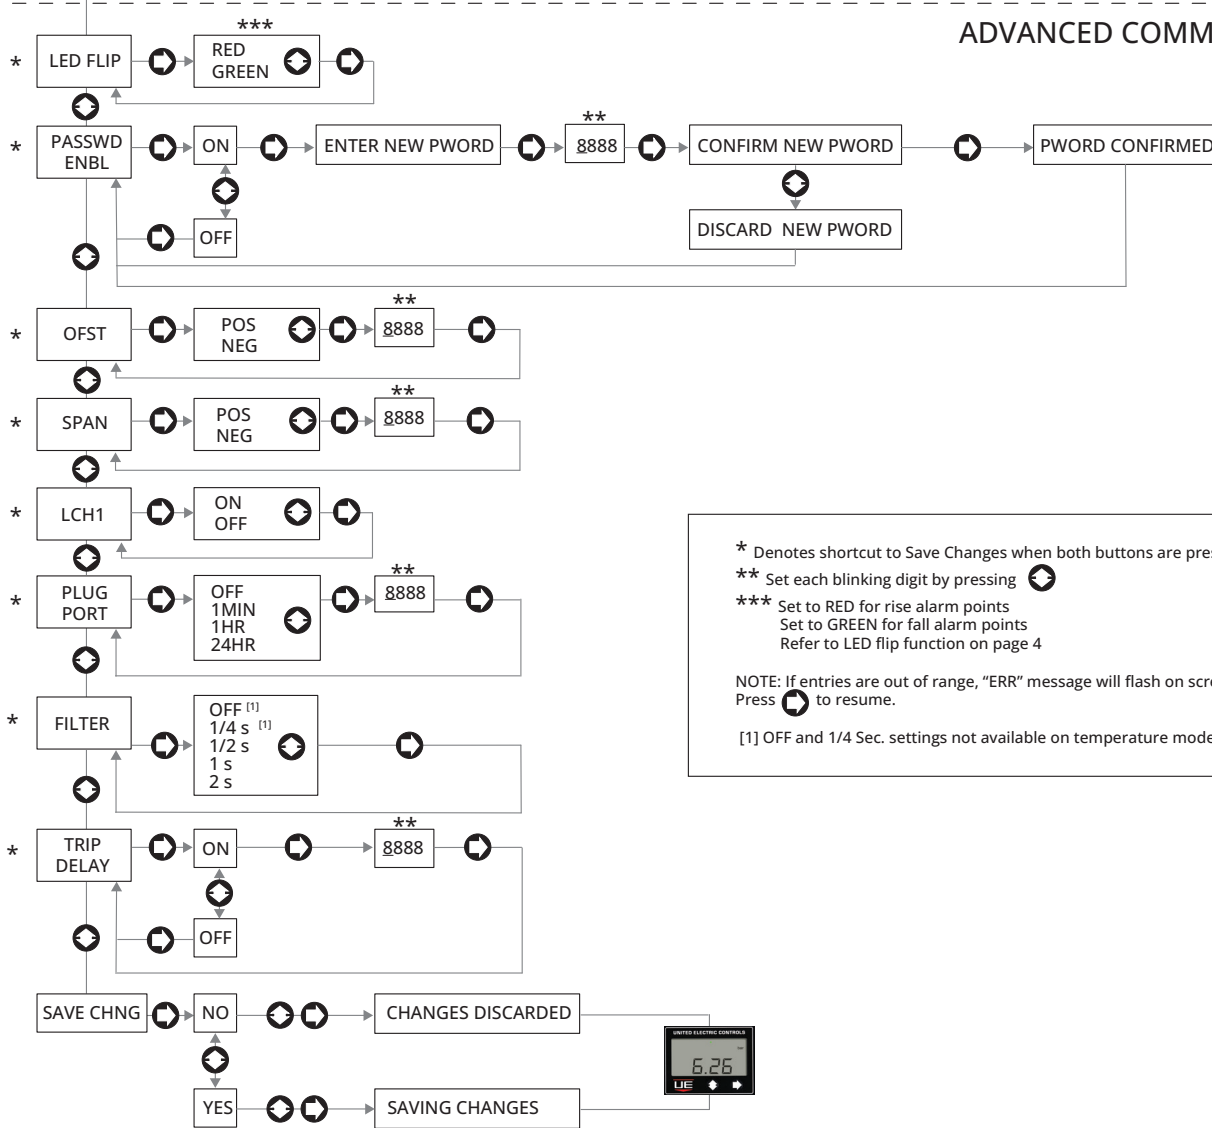 ADVANCED COMM
***
* LED FLIP
RED
GREEN
* PASSWD
ENBL
ON
OFF
ENTER NEW PWORD
**
8888
CONFIRM NEW PWORD
DISCARD NEW PWORD
PWORD CONFIRMED
* OFST
POS
NEG
**
8888
* SPAN
POS
NEG
**
8888
* LCH1
ON
OFF
* PLUG
PORT
OFF
1MIN
1HR
24HR
**
8888
* FILTER
OFF [1]
1/4 s [1]
1/2 s
1 s
2 s
* TRIP
DELAY
ON
OFF
**
8888
SAVE CHNG
NO
CHANGES DISCARDED
YES
SAVING CHANGES
UNITED ELECTRIC CONTROLS
6.26
UE
* Denotes shortcut to Save Changes when both buttons are pre
** Set each blinking digit by pressing
*** Set to RED for rise alarm points
Set to GREEN for fall alarm points
Refer to LED flip function on page 4
NOTE: If entries are out of range, “ERR” message will flash on scre
Press to resume.
[1] OFF and 1/4 Sec. settings not available on temperature mode